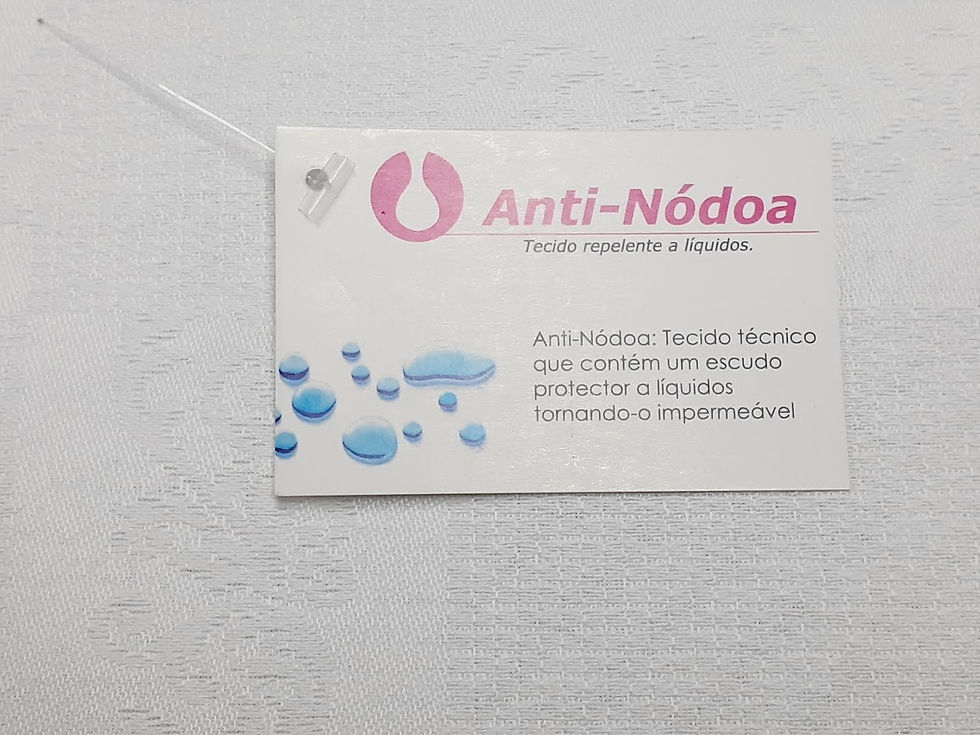 Anti-Nódoa
Tecido repelente a líquidos.
Anti-Nódoa: Tecido técnico
que contém um escudo
protector a líquidos
tornando-o impermeável